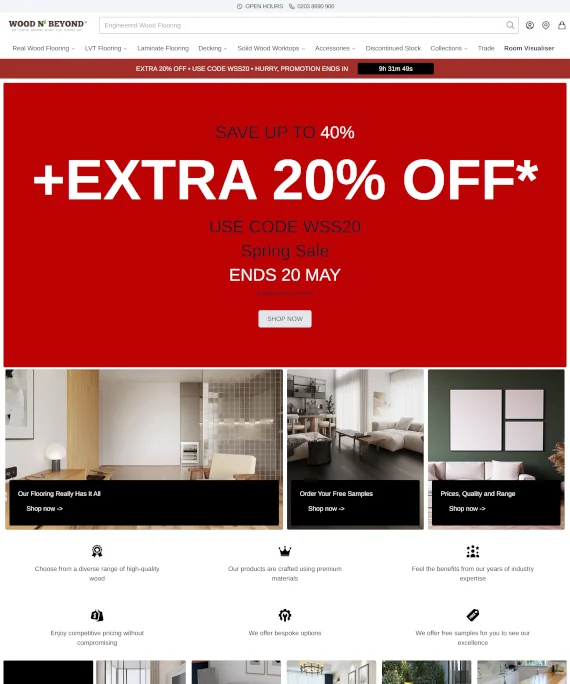 OPEN HOURS 0203 8690 900
WOOD N BEYOND
Engineered Wood Flooring
Real Wood Flooring LVT Flooring Laminate Flooring Decking Solid Wood Worktops Accessories Discontinued Stock Collections Trade Room Visualiser
EXTRA 20% OFF • USE CODE WSS20 • HURRY, PROMOTION ENDS IN 9h 31m 49s
SAVE UP TO 40%
+EXTRA 20% OFF*
USE CODE WSS20
Spring Sale
ENDS 20 MAY
SHOP NOW
Our Flooring Really Has It All
Shop now ->
Order Your Free Samples
Shop now ->
Prices, Quality and Range
Shop now ->
Choose from a diverse range of high-quality
wood
Our products are crafted using premium
materials
Feel the benefits from our years of industry
expertise
Enjoy competitive pricing without
compromising
We offer bespoke options
We offer free samples for you to see our
excellence